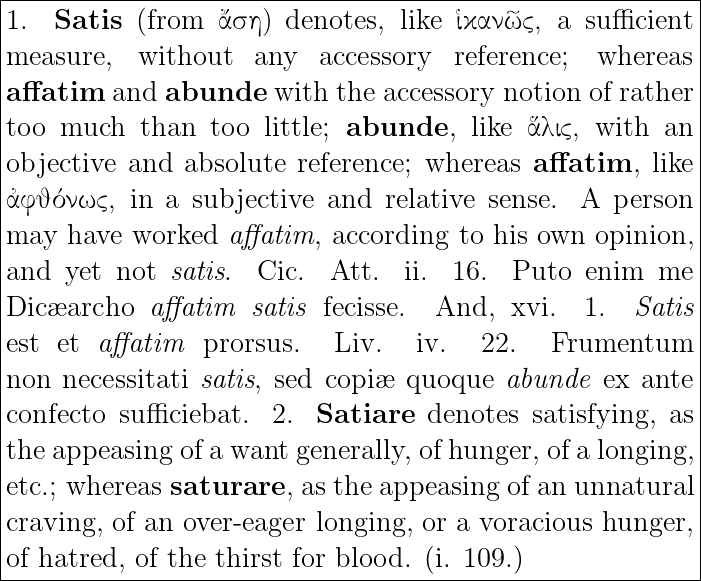 1. Satis (from ἄση) denotes, like ἱκανῶς, a sufficient
measure, without any accessory reference; whereas
affatim and abunde with the accessory notion of rather
too much than too little; abunde, like ἅλις, with an
objective and absolute reference; whereas affatim, like
ἀφθόνως, in a subjective and relative sense. A person
may have worked affatim, according to his own opinion,
and yet not satis. Cic. Att. ii. 16. Puto enim me
Dicæarcho affatim satis fecisse. And, xvi. 1. Satis
est et affatim prorsus. Liv. iv. 22. Frumentum
non necessitati satis, sed copiæ quoque abunde ex ante
confecto sufficiebat. 2. Satiare denotes satisfying, as
the appeasing of a want generally, of hunger, of a longing,
etc.; whereas saturare, as the appeasing of an unnatural
craving, of an over-eager longing, or a voracious hunger,
of hatred, of the thirst for blood. (i. 109.)